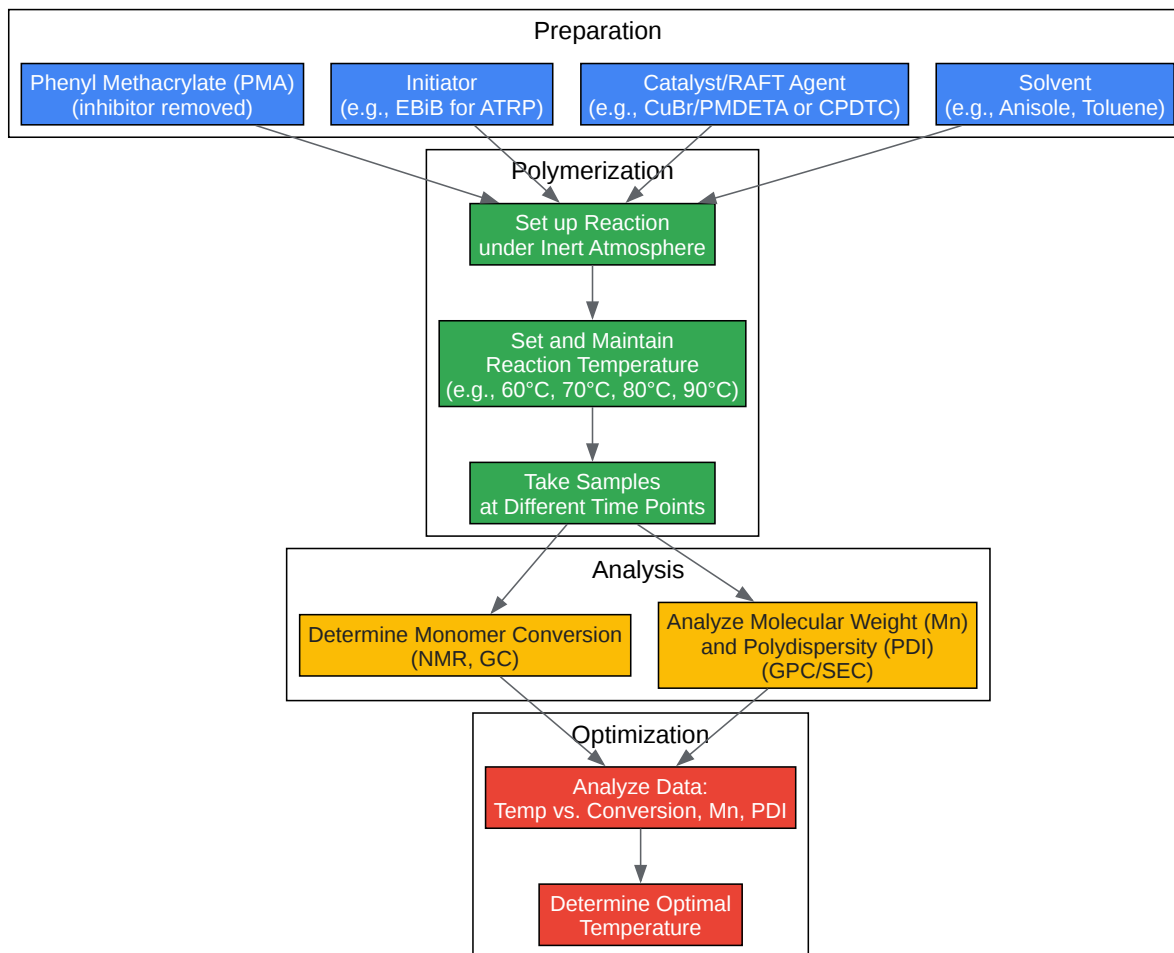 Preparation
Phenyl Methacrylate (PMA)
(inhibitor removed)
Initiator
(e.g., EBiB for ATRP)
Catalyst/RAFT Agent
(e.g., CuBr/PMDETA or CPDTC)
Solvent
(e.g., Anisole, Toluene)
Polymerization
Set up Reaction
under Inert Atmosphere
Set and Maintain
Reaction Temperature
(e.g., 60°C, 70°C, 80°C, 90°C)
Take Samples
at Different Time Points
Analysis
Determine Monomer Conversion
(NMR, GC)
Analyze Molecular Weight (Mn)
and Polydispersity (PDI)
(GPC/SEC)
Optimization
Analyze Data:
Temp vs. Conversion, Mn, PDI
Determine Optimal
Temperature